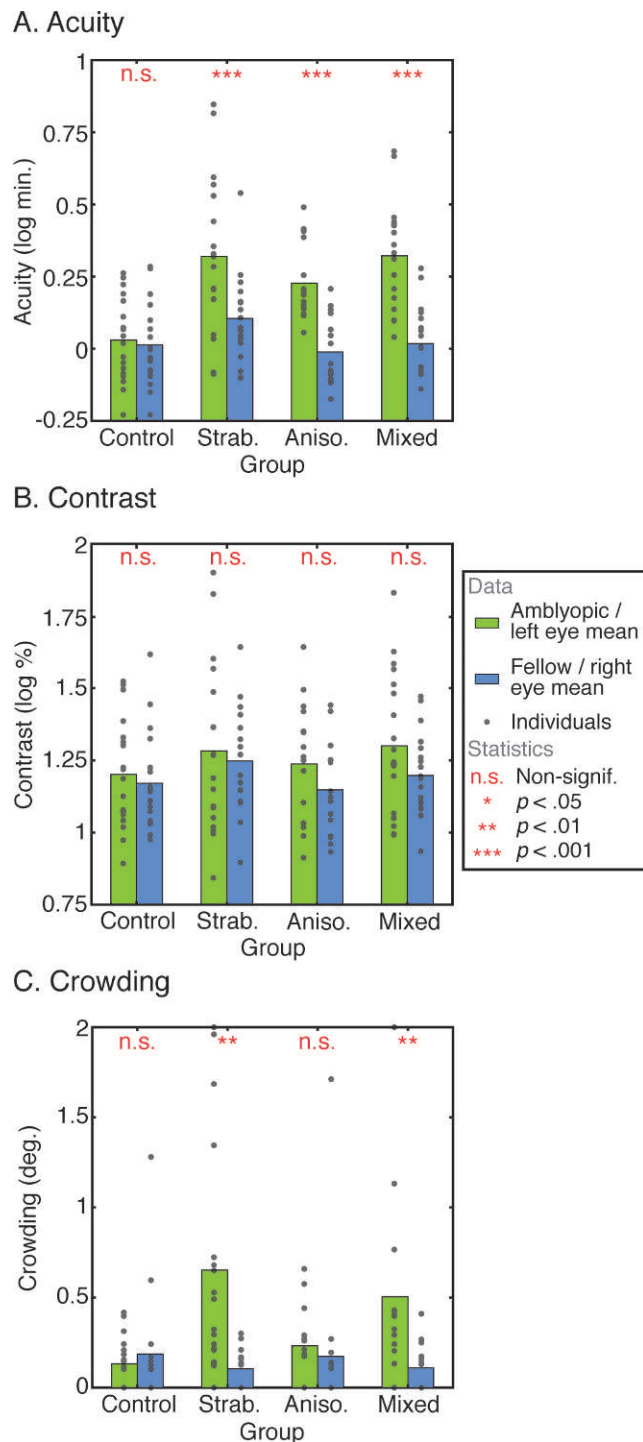 A. Acuity
1
0.75
0.5
0.25
0
-0.25
Acuity (log min.)
n.s.
***
***
***
Control
Strab.
Aniso.
Mixed
Group
B. Contrast
2
1.75
1.5
1.25
1
0.75
Contrast (log %)
n.s.
n.s.
n.s.
n.s.
Control
Strab.
Aniso.
Mixed
Group
Data
Amblyopic /
left eye mean
Fellow / right
eye mean
Individuals
Statistics
n.s. Non-signif.
* p < .05
** p < .01
*** p < .001
C. Crowding
2
1.5
1
0.5
0
Crowding (deg.)
n.s.
**
n.s.
**
Control
Strab.
Aniso.
Mixed
Group